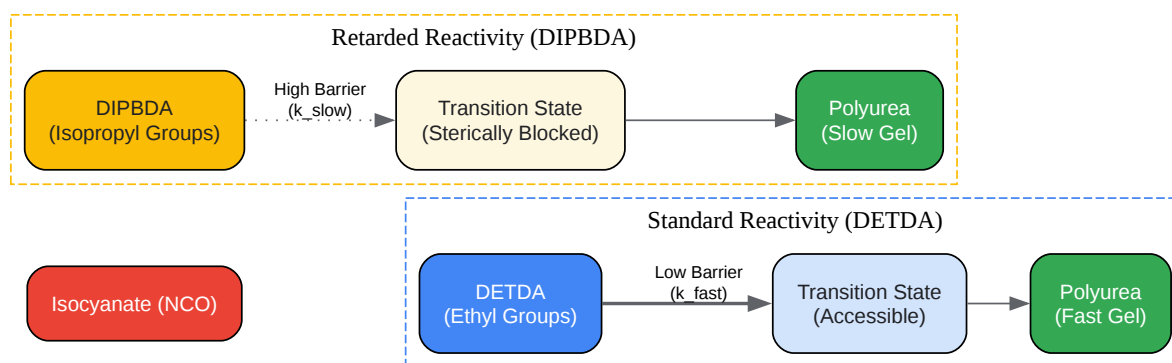 Retarded Reactivity (DIPBDA)
DIPBDA
(Isopropyl Groups)
High Barrier
(k_slow)
Transition State
(Sterically Blocked)
Polyurea
(Slow Gel)
Isocyanate (NCO)
Standard Reactivity (DETDA)
DETDA
(Ethyl Groups)
Low Barrier
(k_fast)
Transition State
(Accessible)
Polyurea
(Fast Gel)